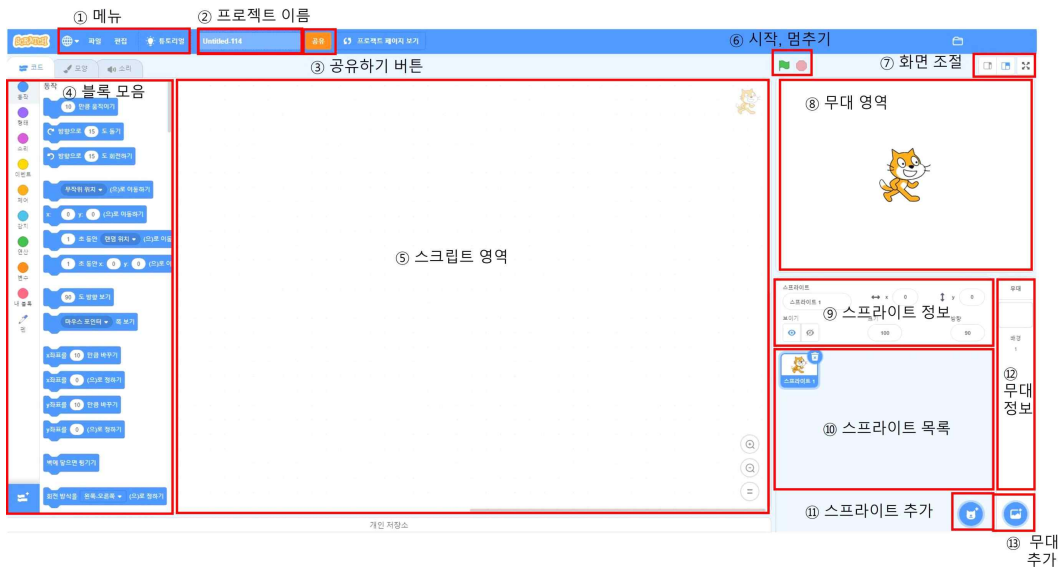 ① 메뉴
② 프로젝트 이름
SCRATCH 파일 편집 튜토리얼 Untitled-114 공유 프로젝트 페이지 보기
⑥ 시작, 멈추기
③ 공유하기 버튼
⑦ 화면 조절
코드 모양 소리
④ 블록 모음
동작
동작
형태
소리
이벤트
제어
감지
연산
변수
내 블록
펜
10 만큼 움직이기
방향으로 15 도 돌기
방향으로 15 도 회전하기
무작위 위치 (으)로 이동하기
x: 0 y: 0 (으)로 이동하기
1 초 동안 랜덤 위치 (으)로 이동
1 초 동안 x: 0 y: 0 (으)로 이
90 도 방향 보기
마우스 포인터 쪽 보기
x좌표를 10 만큼 바꾸기
x좌표를 0 (으)로 정하기
y좌표를 10 만큼 바꾸기
y좌표를 0 (으)로 정하기
벽에 닿으면 튕기기
회전 방식을 왼쪽-오른쪽 (으)로 정하기
⑤ 스크립트 영역
개인 저장소
⑧ 무대 영역
스프라이트
스프라이트 1 x 0 y 0
⑨ 스프라이트 정보
보이기 방향
100 90
스프라이트 1
⑩ 스프라이트 목록
무대
배경
1
⑫
무대
정보
⑪ 스프라이트 추가
⑬ 무대
추가